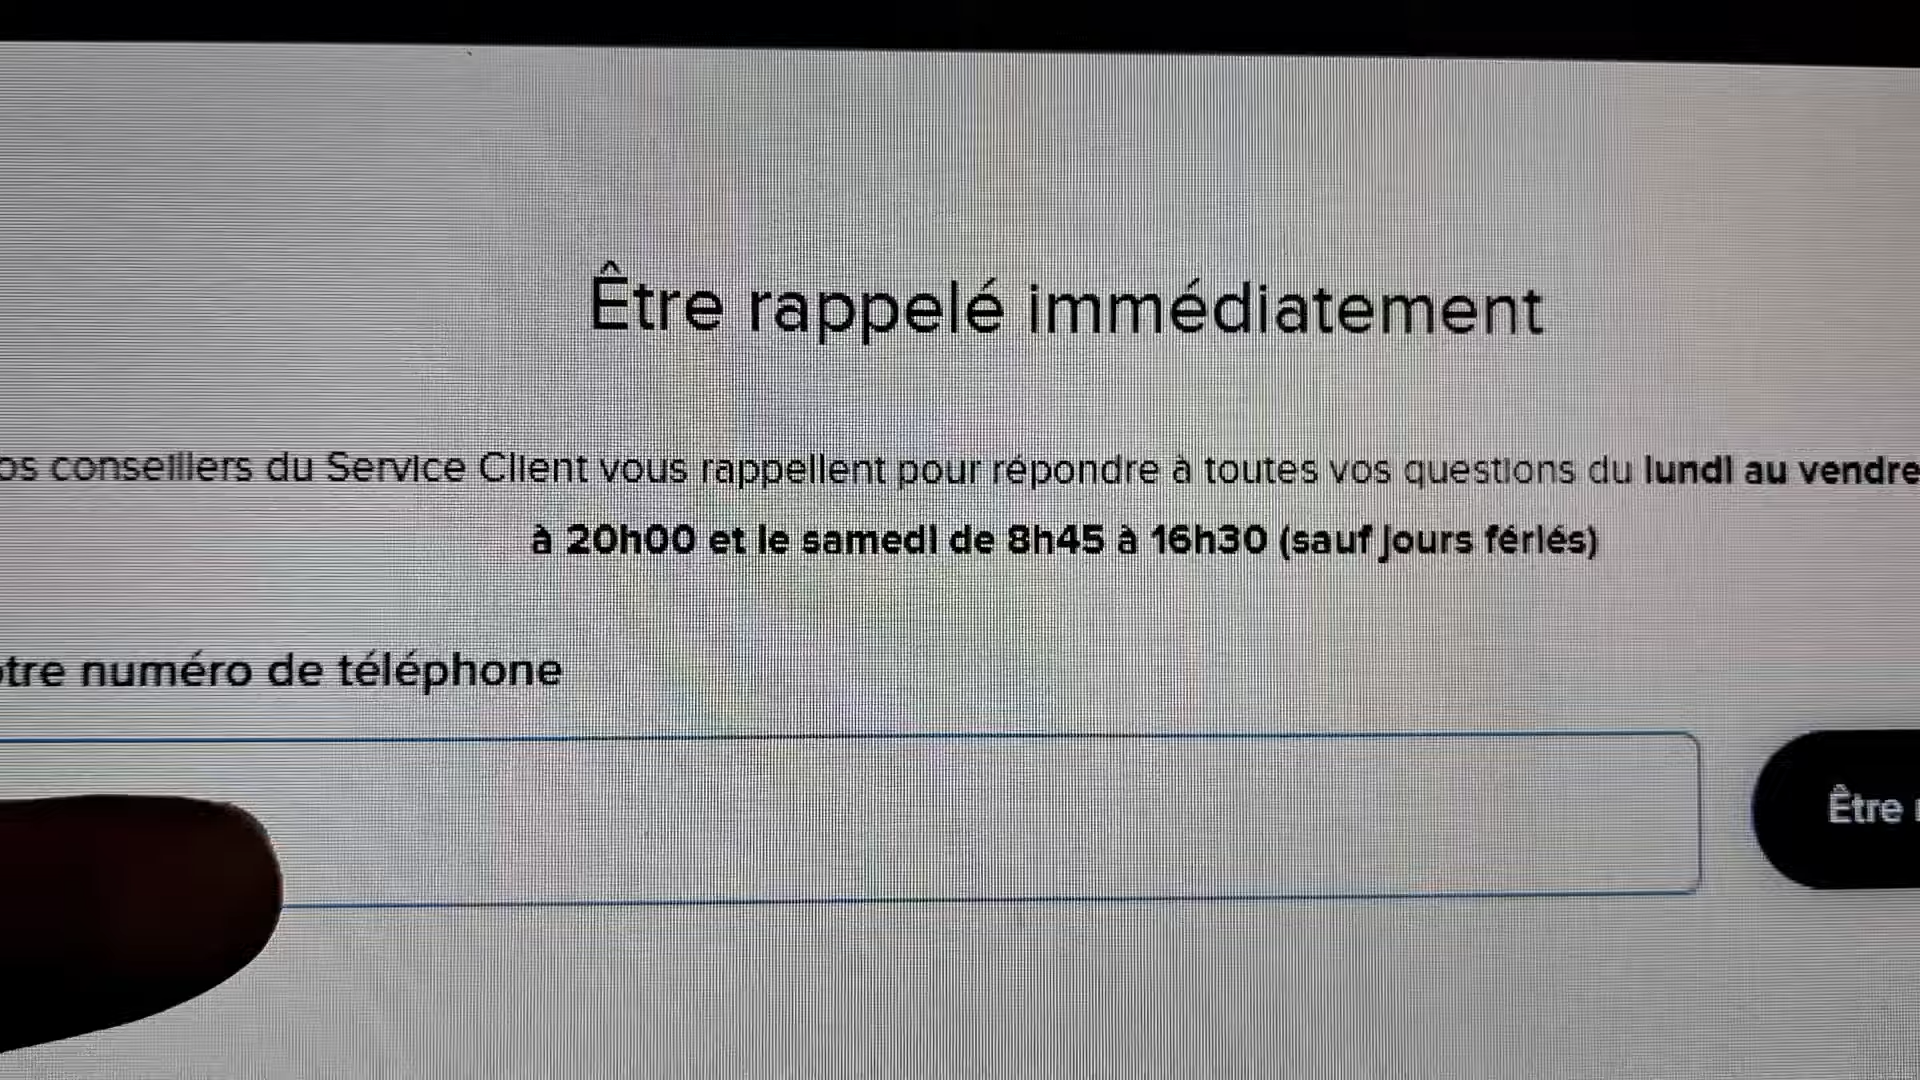 Être rappelé immédiatement
os conseillers du Service Client vous rappellent pour répondre à toutes vos questions du lundi au vendre
à 20h00 et le samedi de 8h45 à 16h30 (sauf jours fériés)
tre numéro de téléphone
Être